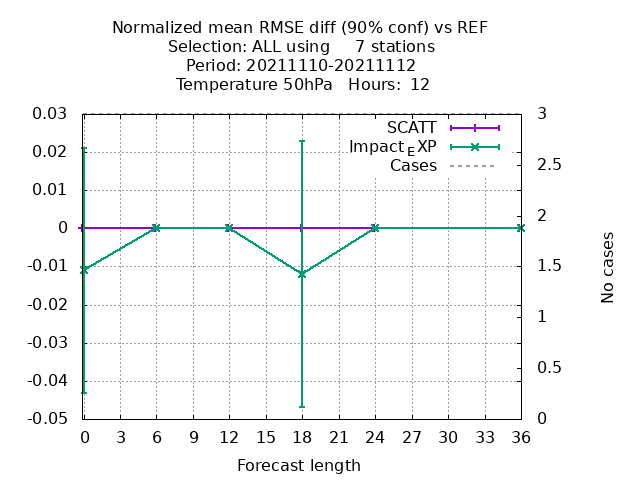 Normalized mean RMSE diff (90% conf) vs REF
Selection: ALL using 7 stations
Period: 20211110-20211112
Temperature 50hPa Hours: 12
0.03
0.02
0.01
0
-0.01
-0.02
-0.03
-0.04
-0.05
SCATT
Impact_EXP
Cases
3
2.5
2
1.5
1
0.5
0
No cases
0 3 6 9 12 15 18 21 24 27 30 33 36
Forecast length